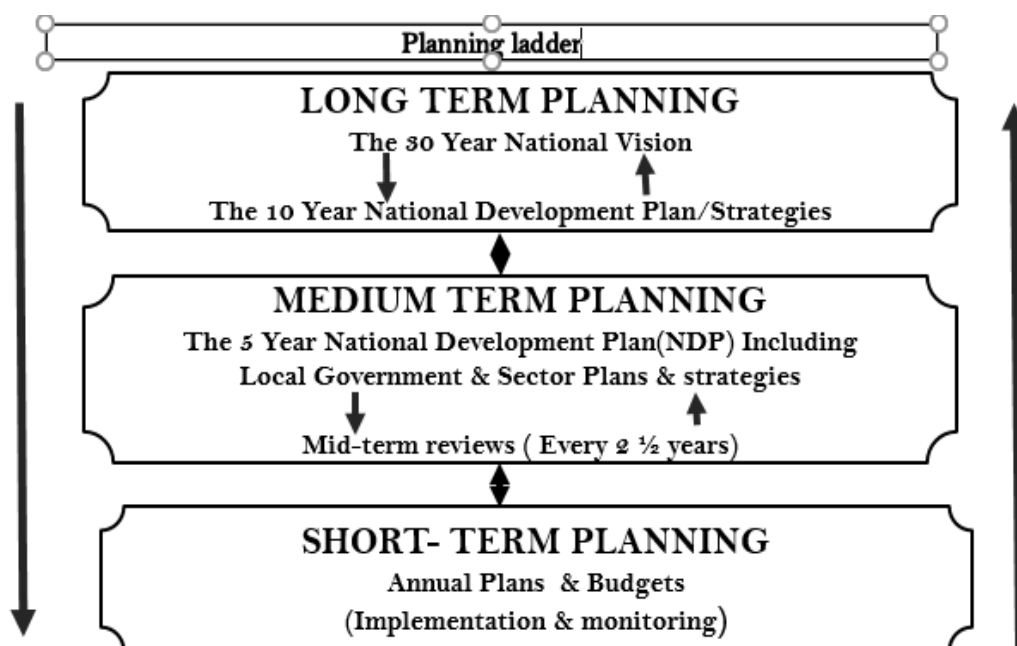 Planning ladder
LONG TERM PLANNING
The 30 Year National Vision
The 10 Year National Development Plan/Strategies
MEDIUM TERM PLANNING
The 5 Year National Development Plan(NDP) Including
Local Government & Sector Plans & strategies
Mid-term reviews ( Every 2 ½ years)
SHORT- TERM PLANNING
Annual Plans & Budgets
(Implementation & monitoring)